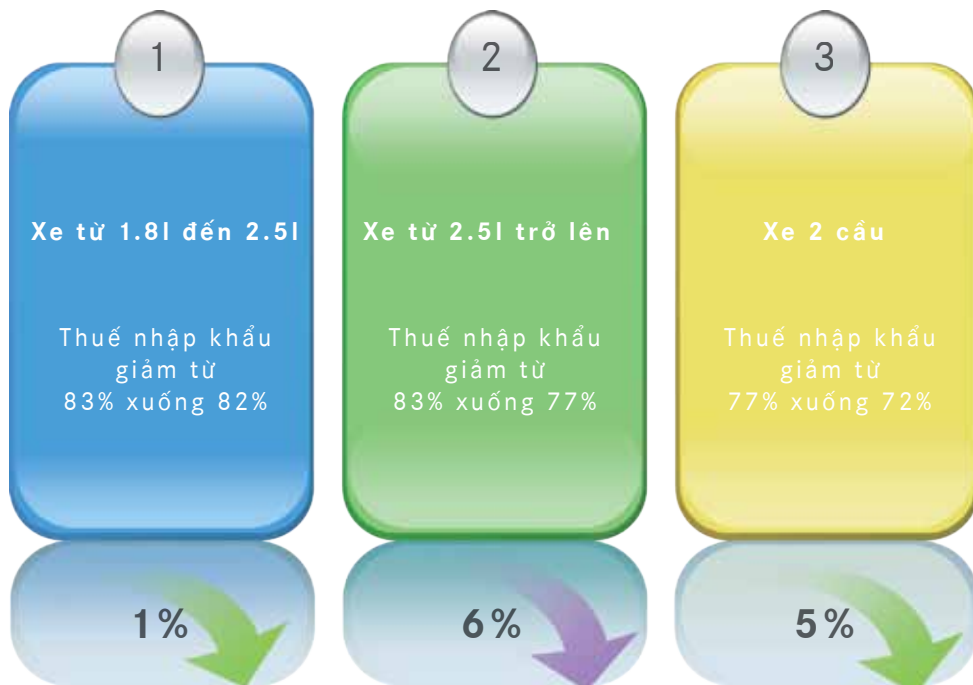 1
Xe từ 1.8l đến 2.5l
Thuế nhập khẩu
giảm từ
83% xuống 82%
1%
2
Xe từ 2.5l trở lên
Thuế nhập khẩu
giảm từ
83% xuống 77%
6%
3
Xe 2 cầu
Thuế nhập khẩu
giảm từ
77% xuống 72%
5%